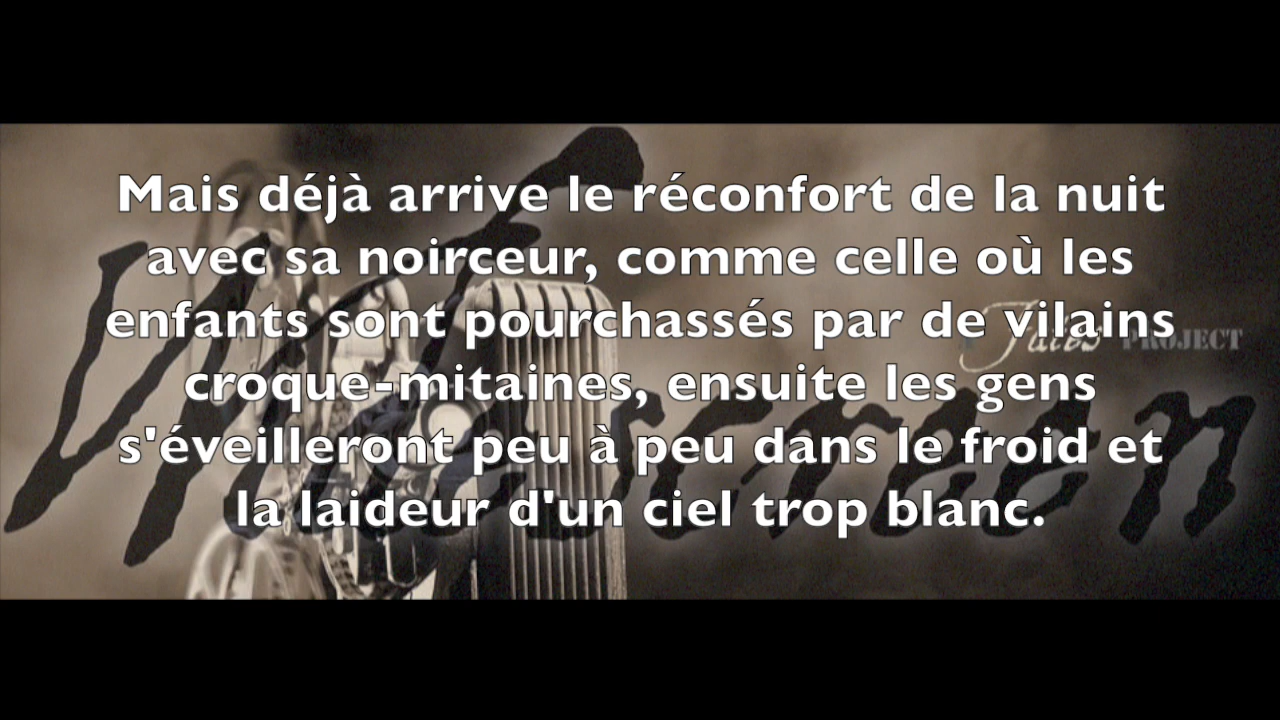 Mais déjà arrive le réconfort de la nuit
avec sa noirceur, comme celle où les
enfants sont pourchassés par de vilains
croque-mitaines, ensuite les gens
s'éveilleront peu à peu dans le froid et
la laideur d'un ciel trop blanc.
PROJECT